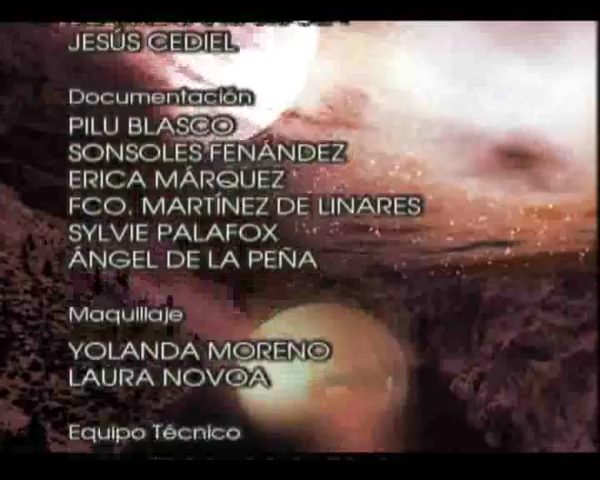 JESÚS CEDIEL
Documentación
PILU BLASCO
SONSOLES FENÁNDEZ
ERICA MÁRQUEZ
FCO. MARTÍNEZ DE LINARES
SYLVIE PALAFOX
ÁNGEL DE LA PEÑA
Maquillaje
YOLANDA MORENO
LAURA NOVOA
Equipo Técnico